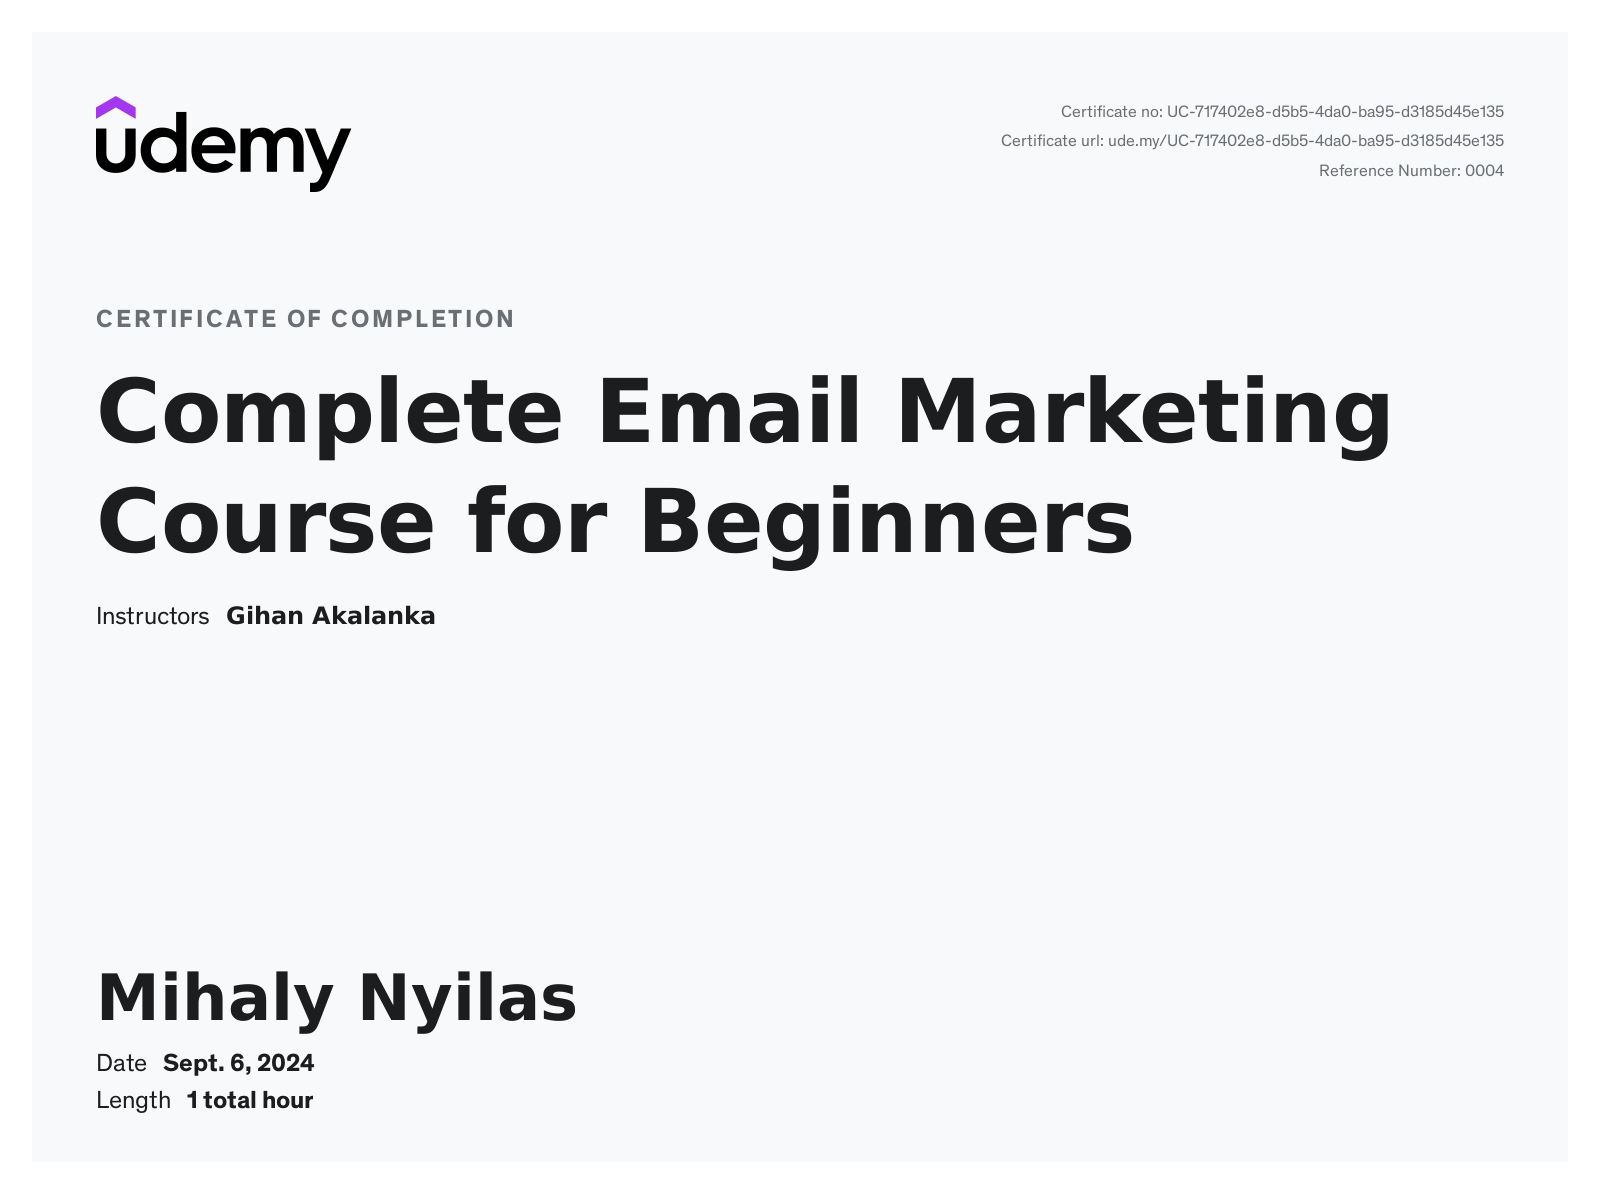 udemy
Certificate no: UC-717402e8-d5b5-4da0-ba95-d3185d45e135
Certificate url: ude.my/UC-717402e8-d5b5-4da0-ba95-d3185d45e135
Reference Number: 0004
CERTIFICATE OF COMPLETION
Complete Email Marketing
Course for Beginners
Instructors Gihan Akalanka
Mihaly Nyilas
Date Sept. 6, 2024
Length 1 total hour